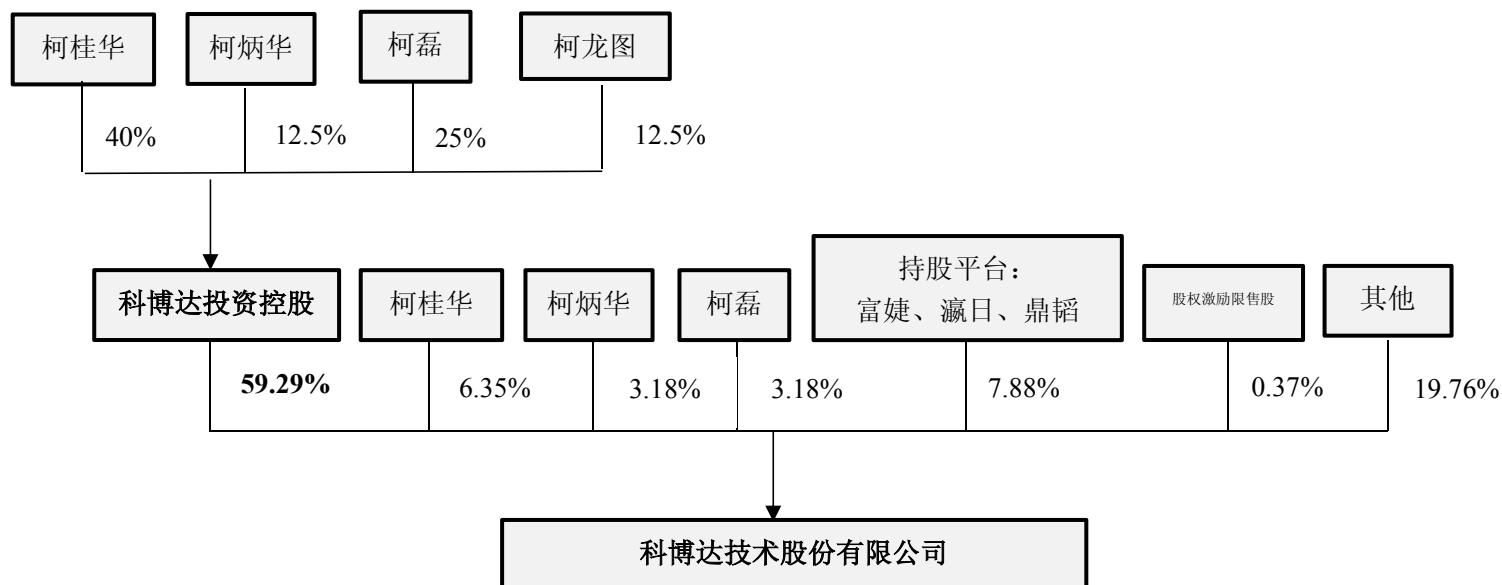 柯桂华
柯炳华
柯磊
柯龙图
40%
12.5%
25%
12.5%
科博达投资控股
柯桂华
柯炳华
柯磊
持股平台:
富婕、瀛日、鼎韬
股权激励限售股
其他
59.29%
6.35%
3.18%
3.18%
7.88%
0.37%
19.76%
科博达技术股份有限公司